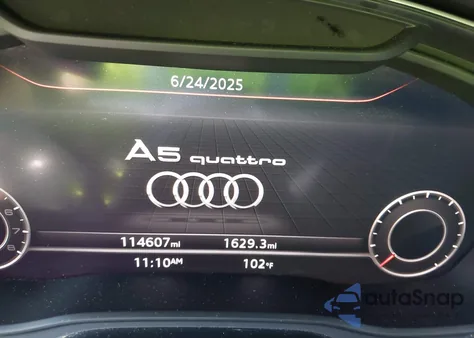 6/24/2025
A5 quattro
114607mi 1629.3mi
11:10AM 102°F
autoSnap